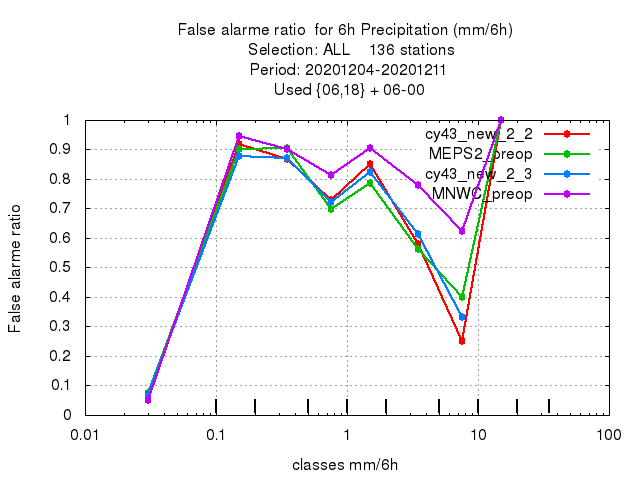 False alarme ratio  for 6h Precipitation (mm/6h)
Selection: ALL    136 stations
Period: 20201204-20201211
Used {06,18} + 06-00
1
0.9
0.8
0.7
0.6
0.5
0.4
0.3
0.2
0.1
0
cy43_new_2_2
MEPS2_preop
cy43_new_2_3
MNWC_preop
False alarme ratio
0.01 0.1 1 10 100
classes mm/6h